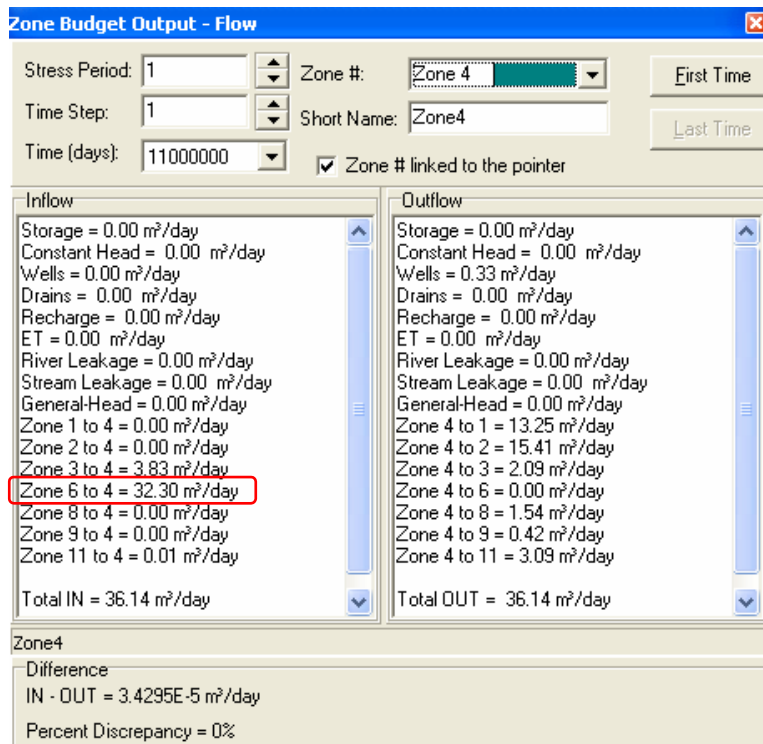 Zone Budget Output - Flow
Stress Period: 1
Zone #: Zone 4
First Time
Time Step: 1
Short Name: Zone4
Last Time
Time (days): 11000000
Zone # linked to the pointer
Inflow
Storage = 0.00 m³/day
Constant Head = 0.00 m³/day
Wells = 0.00 m³/day
Drains = 0.00 m³/day
Recharge = 0.00 m³/day
ET = 0.00 m³/day
River Leakage = 0.00 m³/day
Stream Leakage = 0.00 m³/day
General-Head = 0.00 m³/day
Zone 1 to 4 = 0.00 m³/day
Zone 2 to 4 = 0.00 m³/day
Zone 3 to 4 = 3.83 m³/day
Zone 6 to 4 = 32.30 m³/day
Zone 8 to 4 = 0.00 m³/day
Zone 9 to 4 = 0.00 m³/day
Zone 11 to 4 = 0.01 m³/day
Total IN = 36.14 m³/day
Outflow
Storage = 0.00 m³/day
Constant Head = 0.00 m³/day
Wells = 0.33 m³/day
Drains = 0.00 m³/day
Recharge = 0.00 m³/day
ET = 0.00 m³/day
River Leakage = 0.00 m³/day
Stream Leakage = 0.00 m³/day
General-Head = 0.00 m³/day
Zone 4 to 1 = 13.25 m³/day
Zone 4 to 2 = 15.41 m³/day
Zone 4 to 3 = 2.09 m³/day
Zone 4 to 6 = 0.00 m³/day
Zone 4 to 8 = 1.54 m³/day
Zone 4 to 9 = 0.42 m³/day
Zone 4 to 11 = 3.09 m³/day
Total OUT = 36.14 m³/day
Zone4
Difference
IN - OUT = 3.4295E-5 m³/day
Percent Discrepancy = 0%